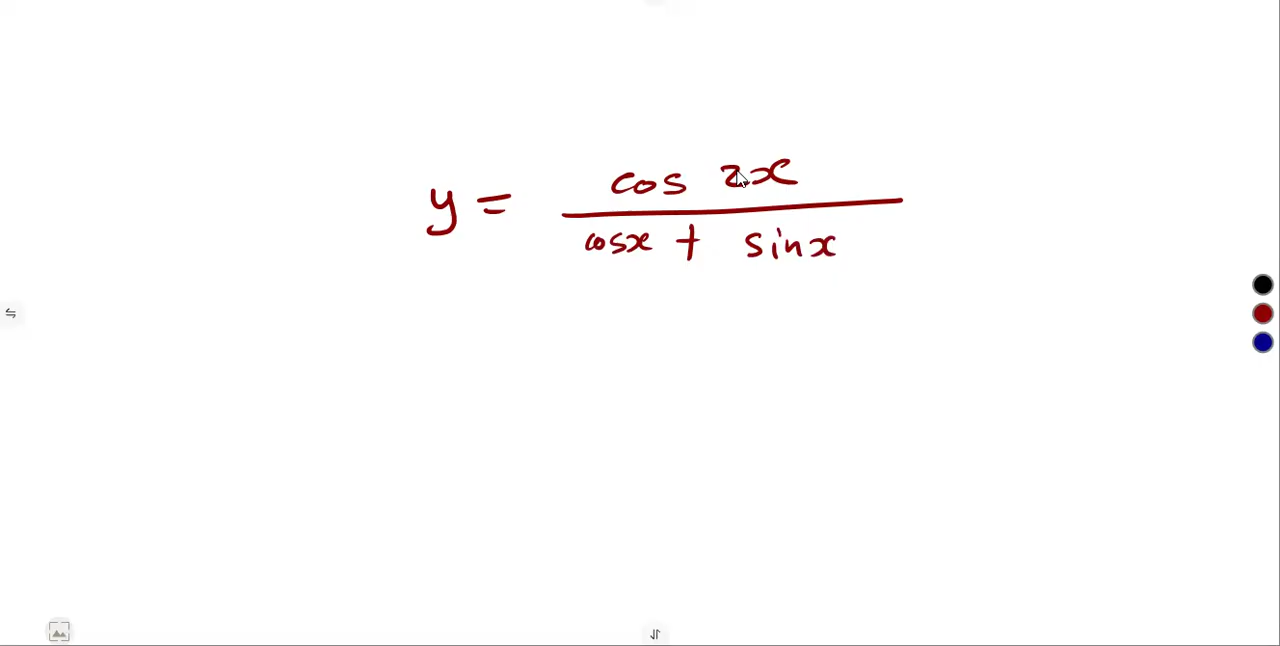 y = cos 2x
cosx + sinx